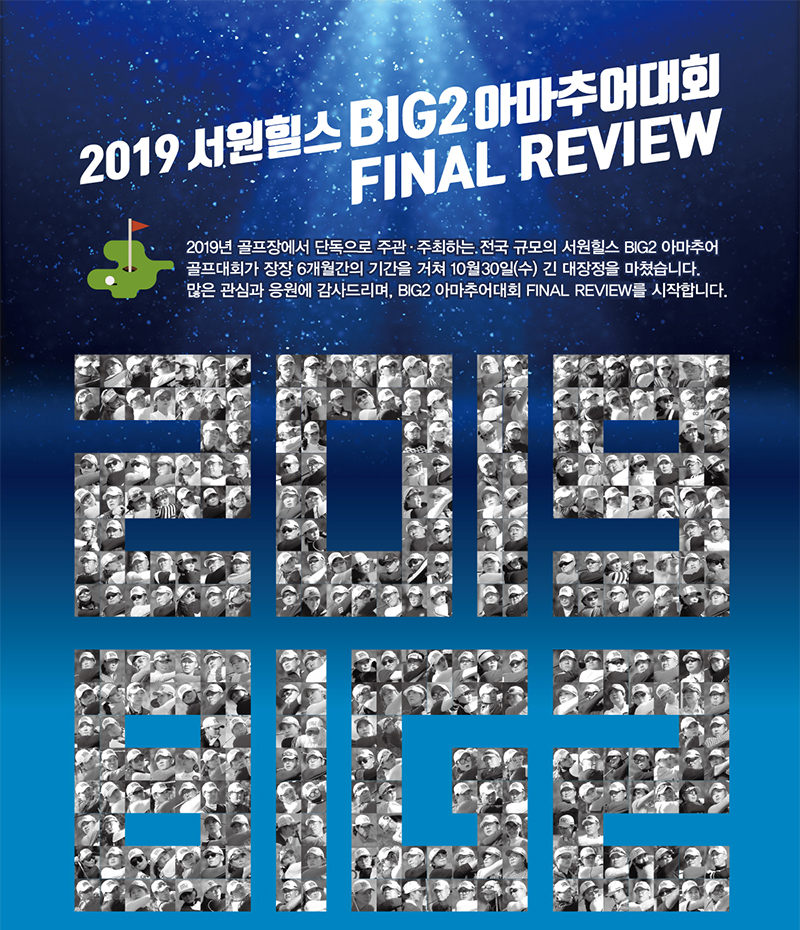 2019 서원힐스 BIG2 아마추어대회
FINAL REVIEW
2019년 골프장에서 단독으로 주관·주최하는 전국 규모의 서원힐스 BIG2 아마추어
골프대회가 장장 6개월간의 기간을 거쳐 10월30일(수) 긴 대장정을 마쳤습니다.
많은 관심과 응원에 감사드리며, BIG2 아마추어대회 FINAL REVIEW를 시작합니다.
2019
BIG2